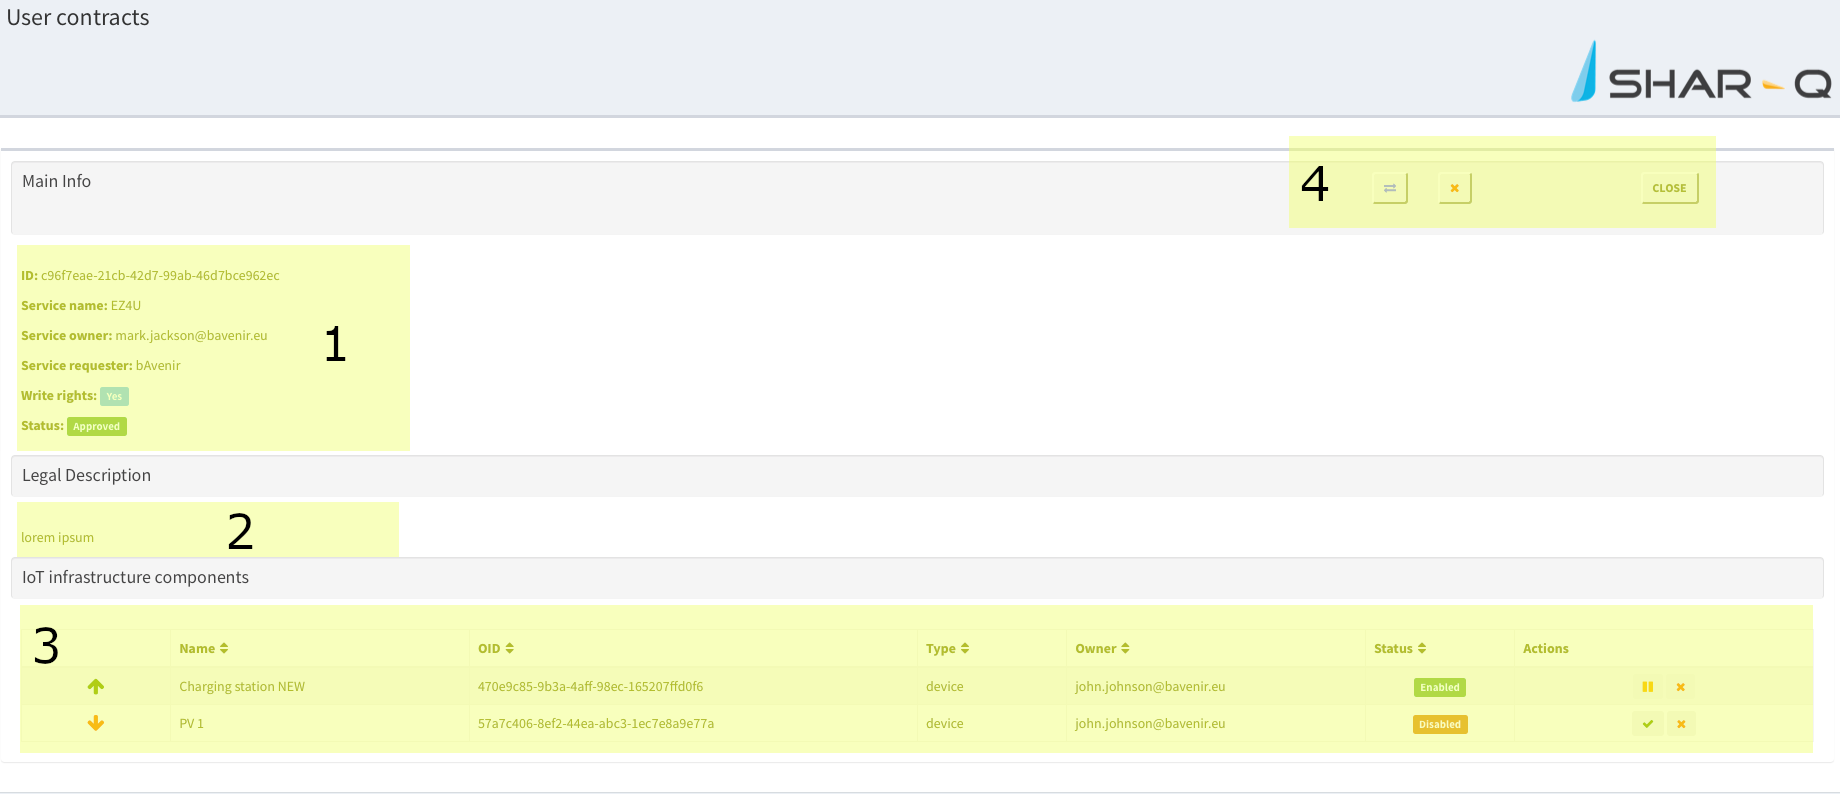 User contracts
SHAR-Q
Main Info
4
CLOSE
ID: c96f7eae-21cb-42d7-99ab-46d7bce962ec
Service name: EZ4U
Service owner: mark.jackson@bavenir.eu
1
Service requester: bAvenir
Write rights: Yes
Status: Approved
Legal Description
lorem ipsum
2
IoT infrastructure components
3
Name OID Type Owner Status Actions
Charging station NEW 470e9c85-9b3a-4aff-98ec-165207ffd0f6 device john.johnson@bavenir.eu Enabled
PV 1 57a7c406-8ef2-44ea-abc3-1ec7e8a9e77a device john.johnson@bavenir.eu Disabled